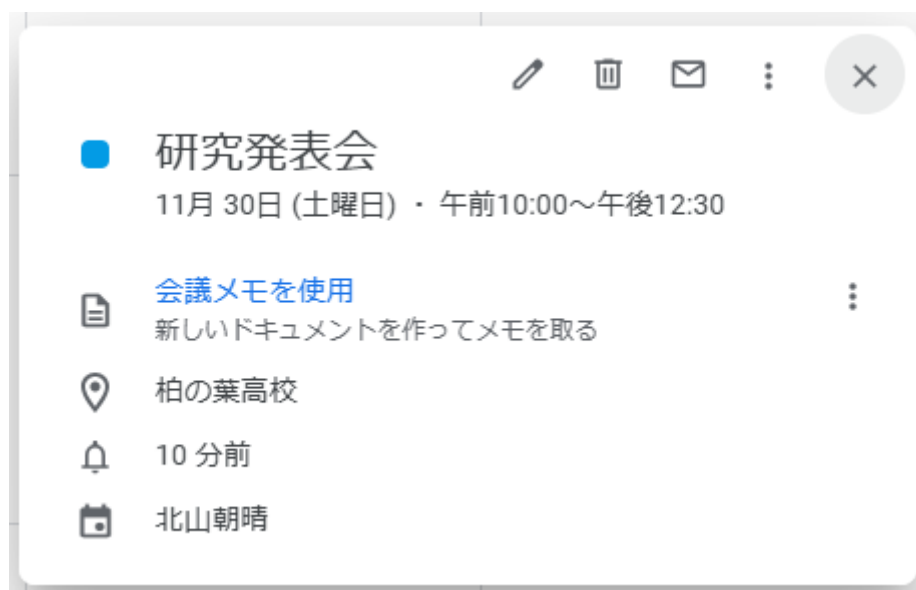 研究発表会
11月 30日 (土曜日) ・ 午前10:00～午後12:30
会議メモを使用
新しいドキュメントを作ってメモを取る
柏の葉高校
10 分前
北山朝晴